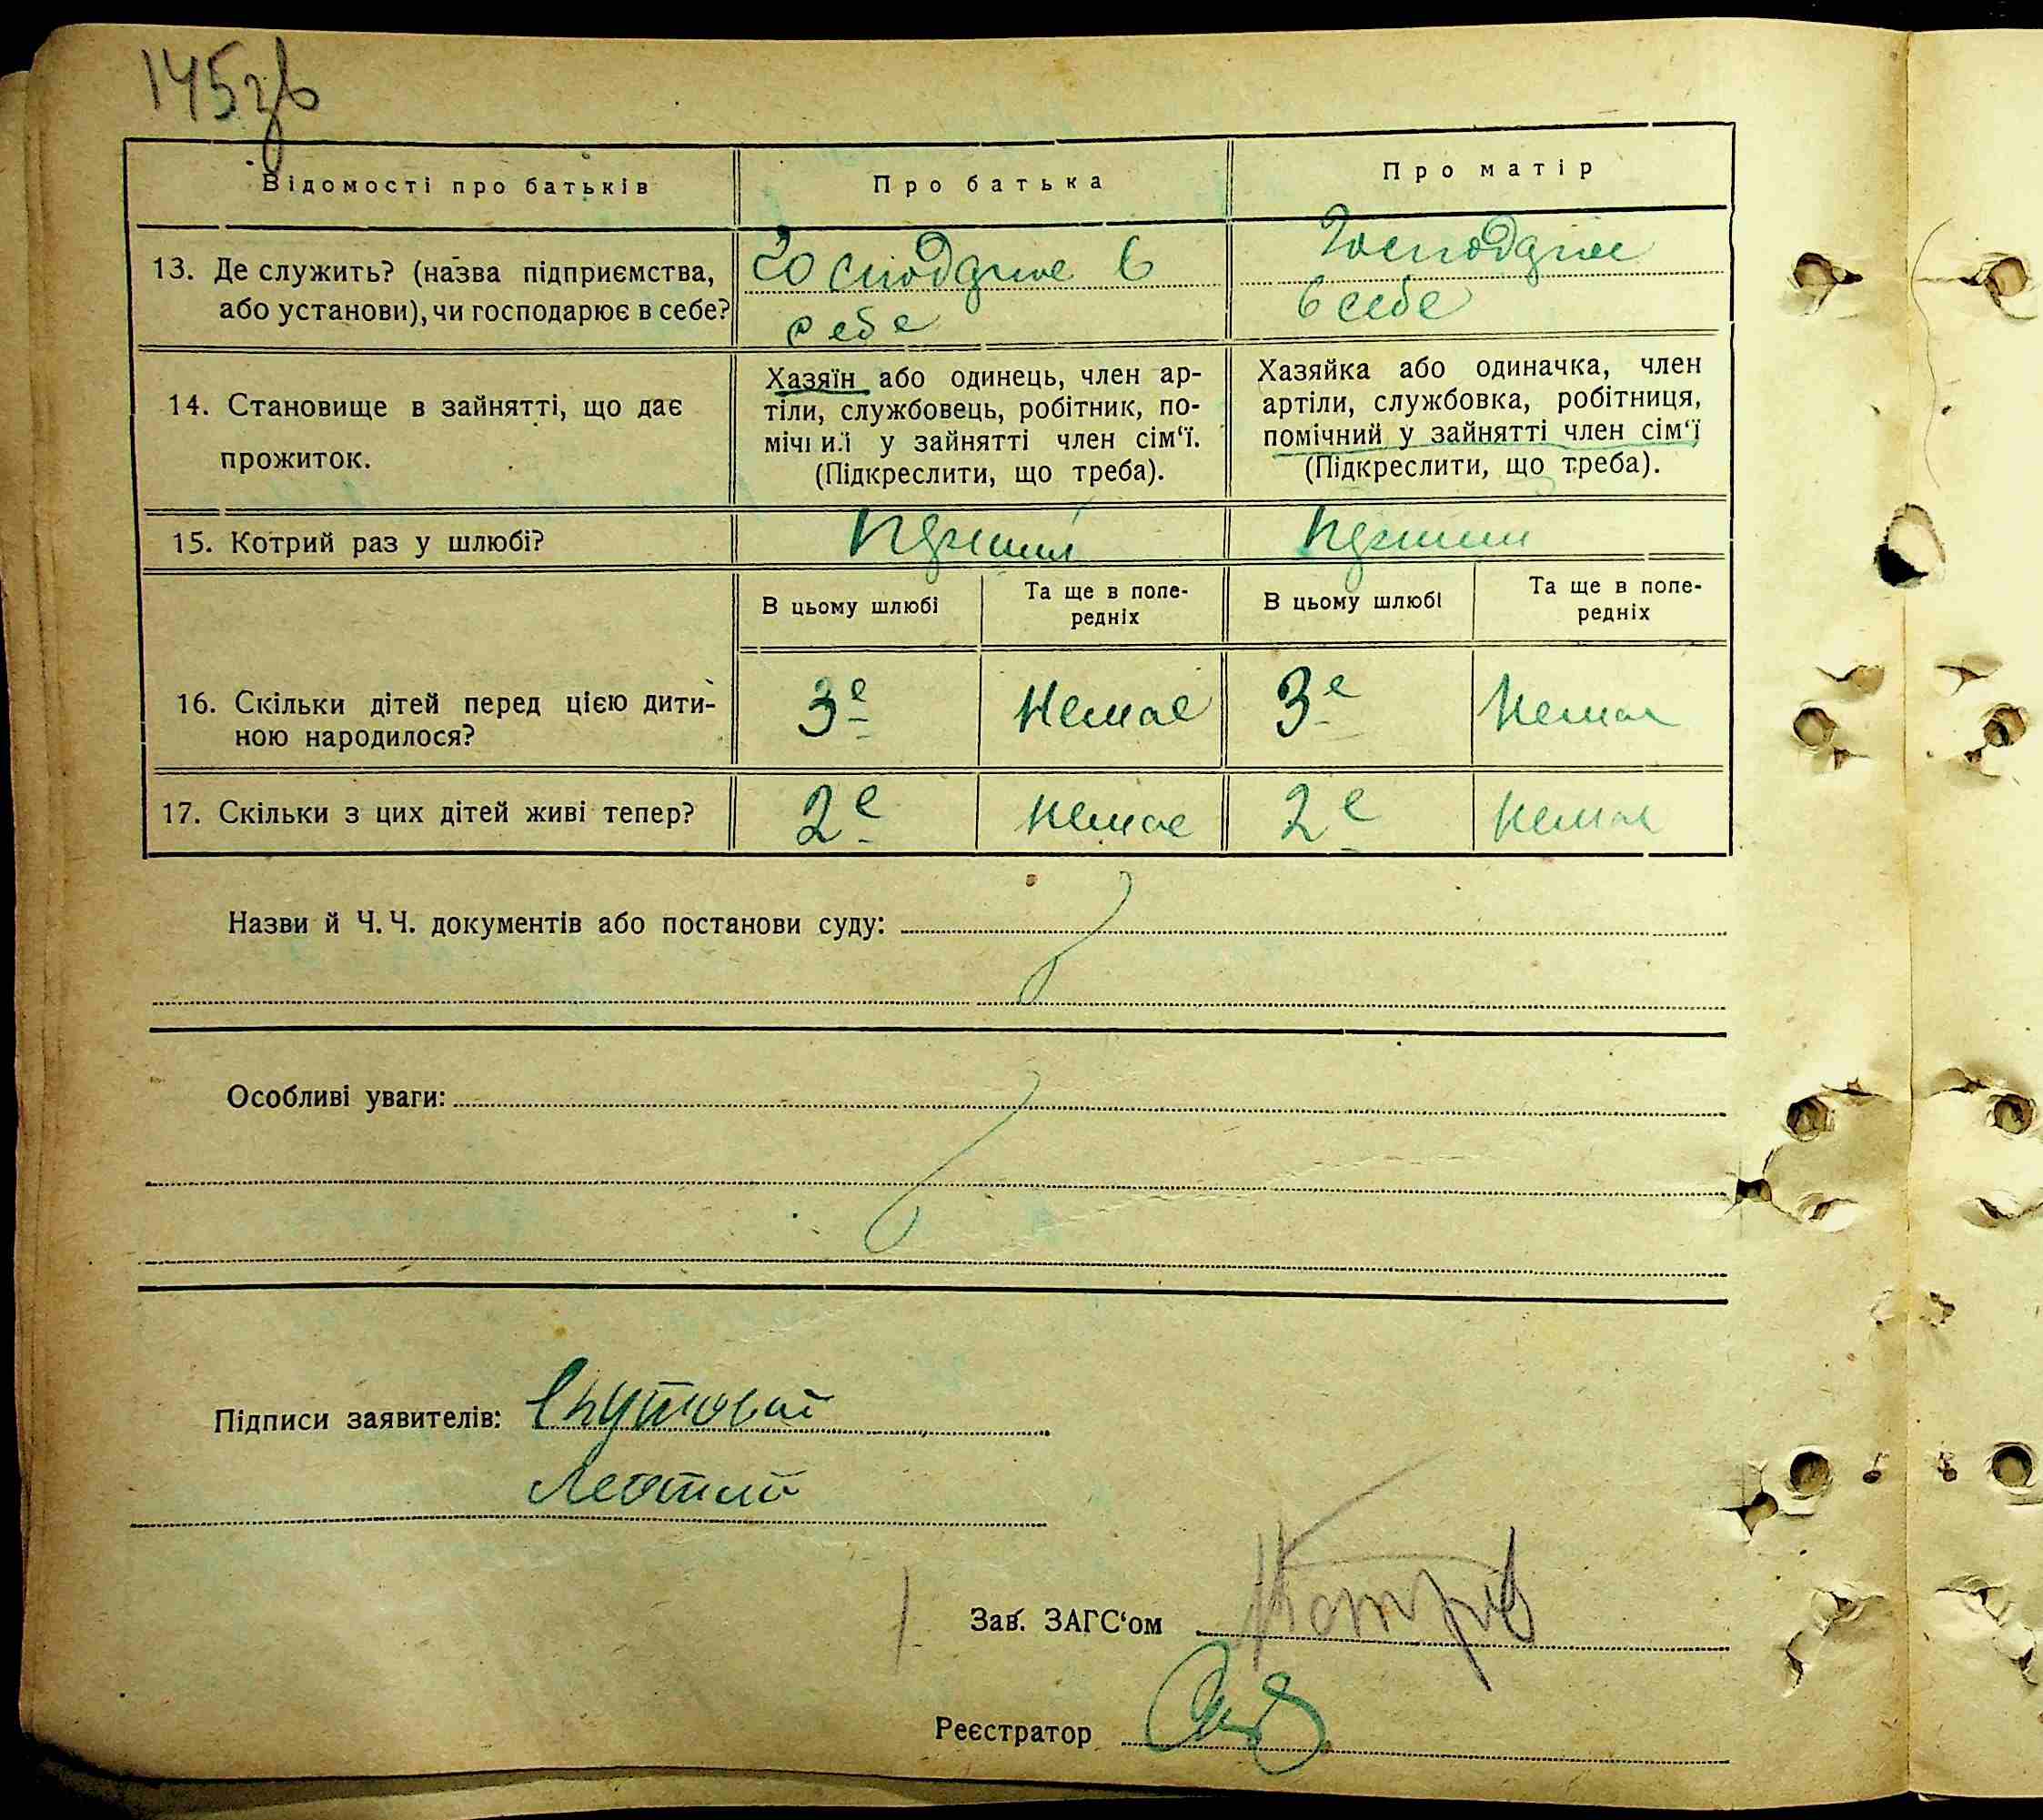 145зв
Відомості про батьків
Про батька
Про матір
13. Де служить? (назва підприємства,
або установи), чи господарює в себе?
Господарює в
себе
Господарює
в себе
14. Становище в зайнятті, що дає
прожиток.
Хазяїн або одинець, член ар-
тіли, службовець, робітник, по-
мічний у зайнятті член сім‘ї.
(Підкреслити, що треба).
Хазяйка або одиначка, член
артіли, службовка, робітниця,
помічний у зайнятті член сім‘ї
(Підкреслити, що треба).
15. Котрий раз у шлюбі?
Перший
Перший
В цьому шлюбі
Та ще в попе-
редніх
В цьому шлюбі
Та ще в попе-
редніх
16. Скільки дітей перед цією дити-
ною народилося?
3е
Немає
3е
Немає
17. Скільки з цих дітей живі тепер?
2е
Немає
2е
Немає
Назви й Ч. Ч. документів або постанови суду:
Особливі уваги:
Підписи заявителів:
Зав. ЗАГС‘ом
Реєстратор